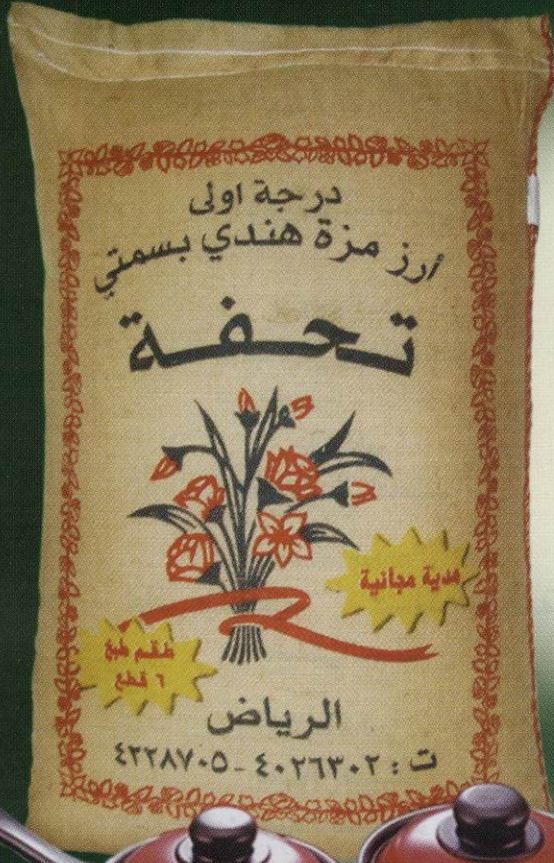 درجة اولى
أرز مزة هندي بسمتي
تحفة
هدية مجانية
طقم طبخ
٦ قطع
الرياض
ت : ٤٠٢٦٣٠٢ - ٤٢٢٨٧٠٥